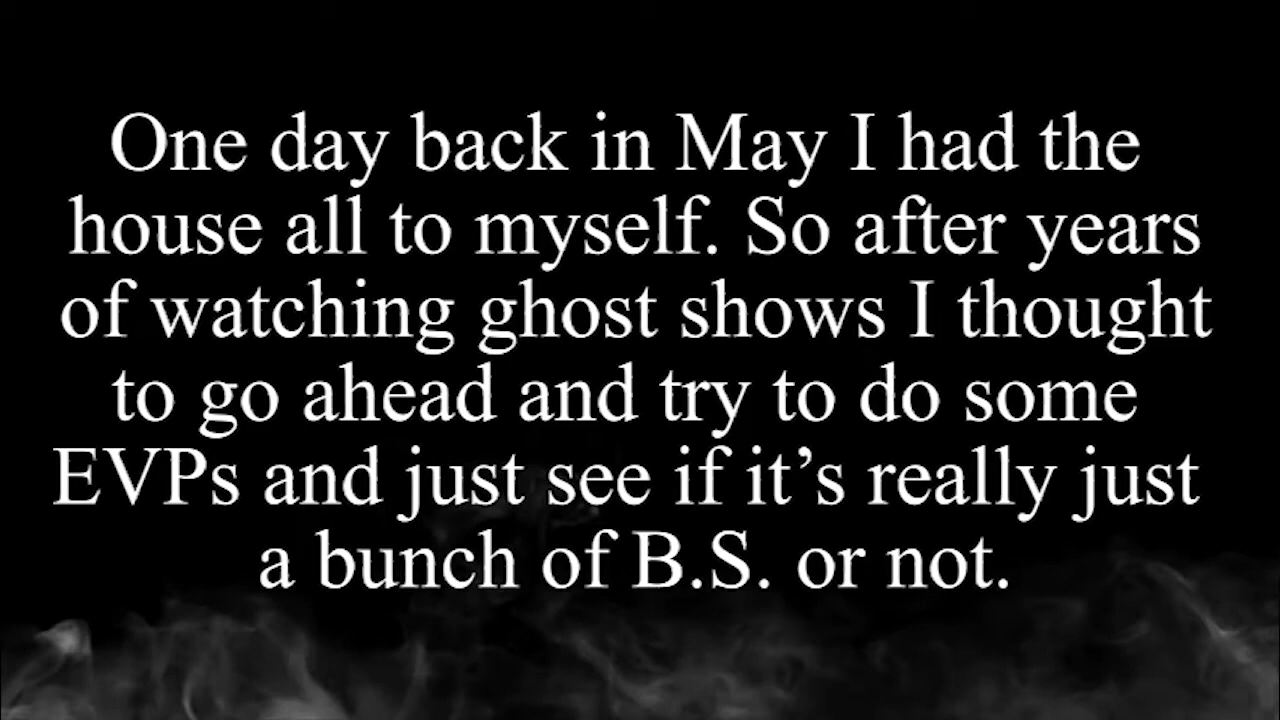 One day back in May I had the
house all to myself. So after years
of watching ghost shows I thought
to go ahead and try to do some
EVPs and just see if it’s really just
a bunch of B.S. or not.